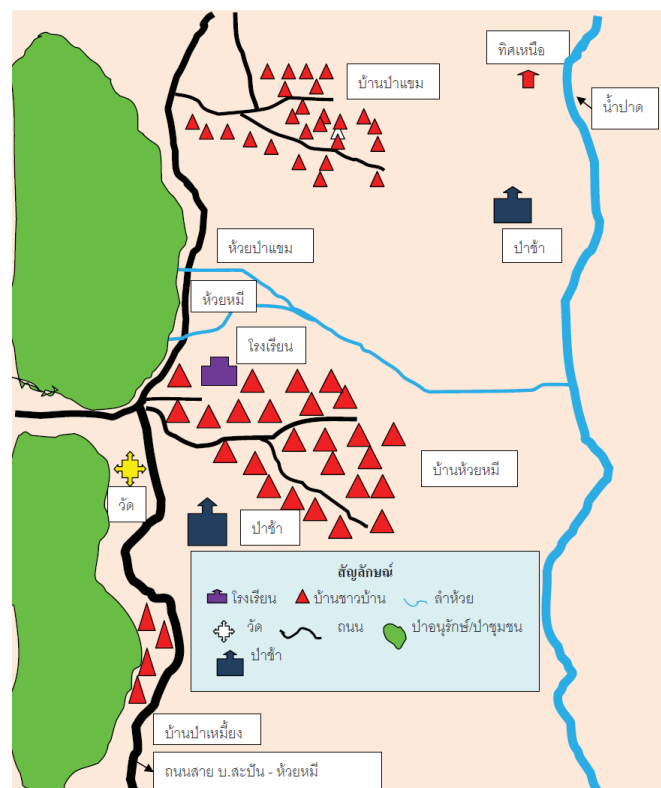 ทิศเหนือ
บ้านป่าแขม
น้ำปาด
ป่าช้า
ห้วยป่าแขม
ห้วยหมี
โรงเรียน
บ้านห้วยหมี
วัด
ป่าช้า
สัญลักษณ์
โรงเรียน บ้านชาวบ้าน ลำห้วย
วัด ถนน ป่าอนุรักษ์/ป่าชุมชน
ป่าช้า
บ้านป่าเหมี้ยง
ถนนสาย บ.สะปัน - ห้วยหมี